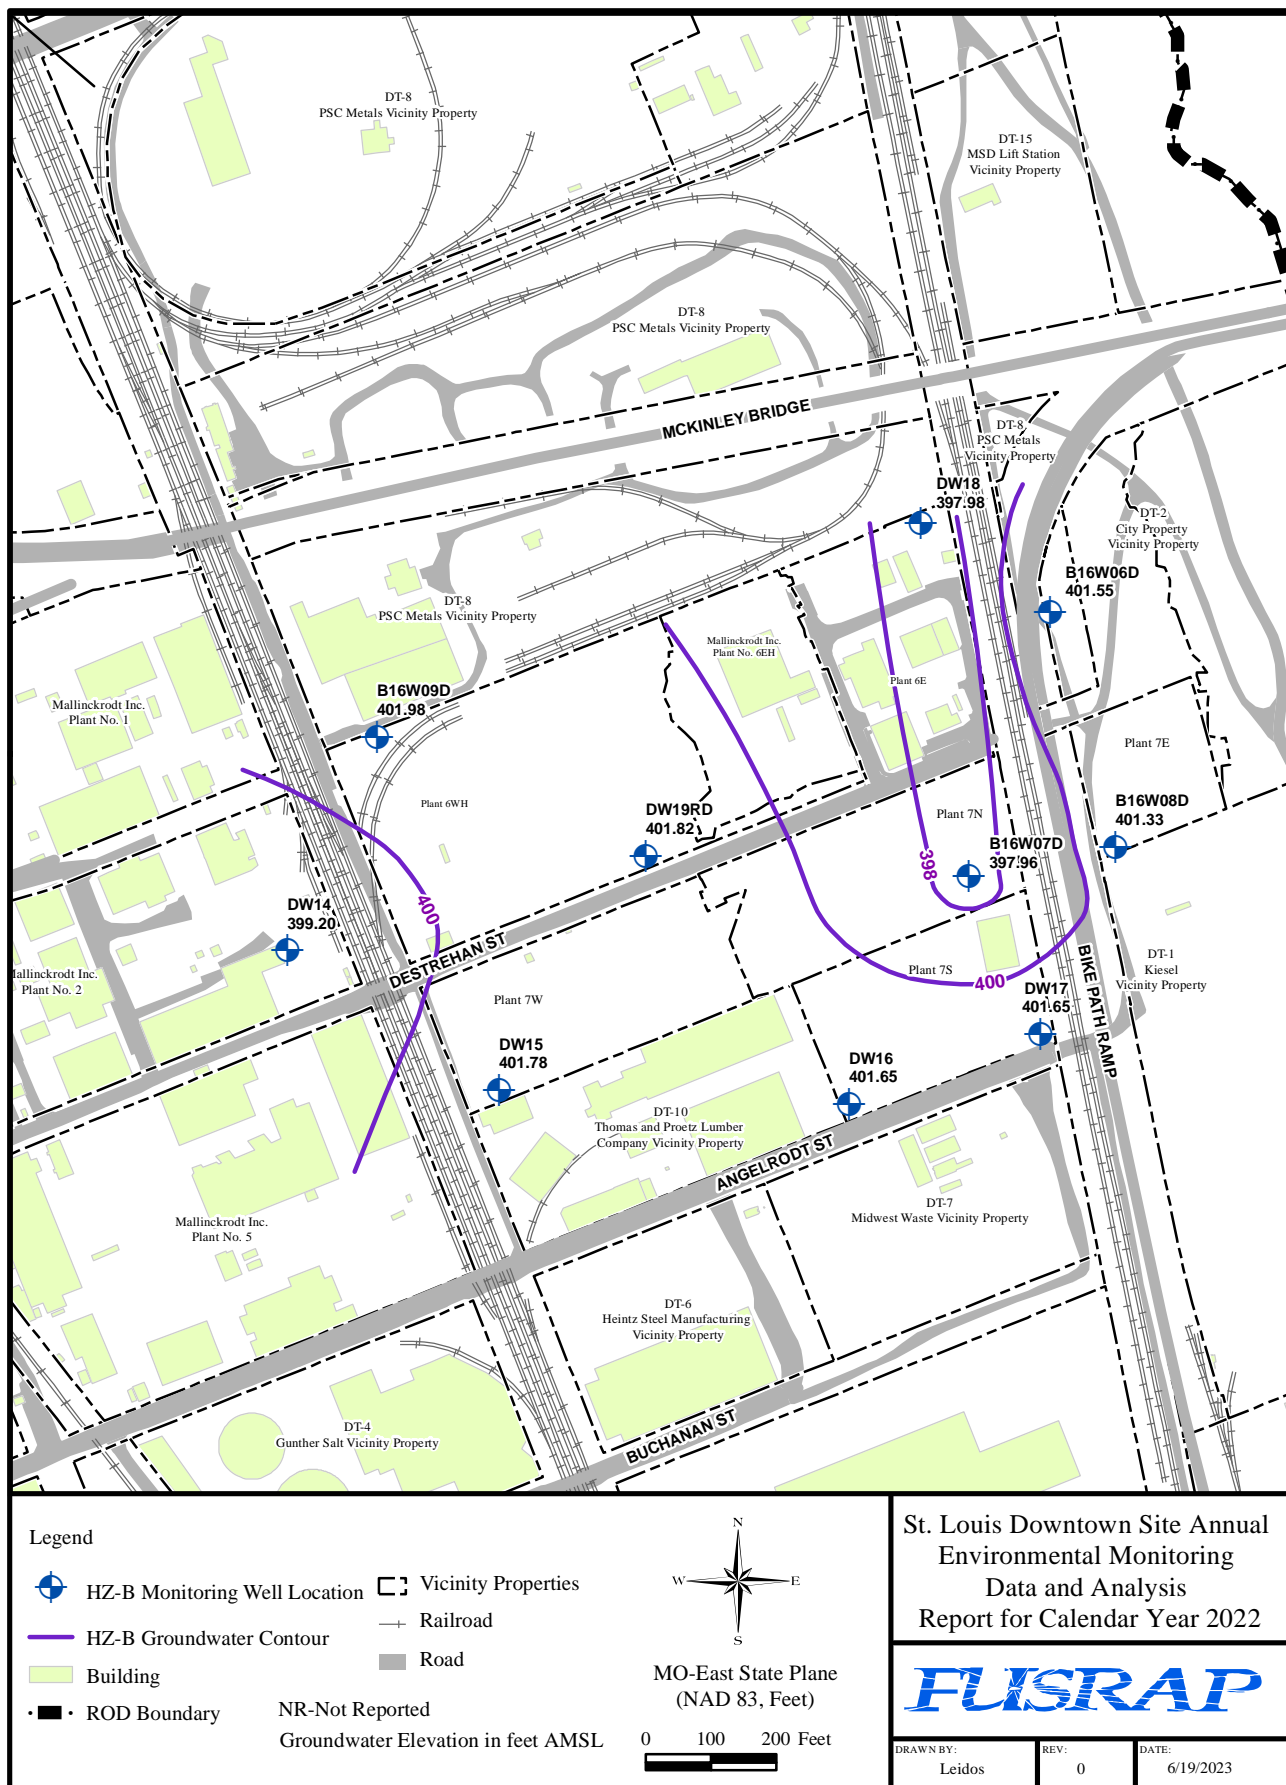 DT-8
PSC Metals Vicinity Property
DT-15
MSD Lift Station
Vicinity Property
DT-8
PSC Metals Vicinity Property
MCKINLEY BRIDGE
DT-8
PSC Metals
Vicinity Property
DW18
397.98
DT-2
City Property
Vicinity Property
B16W06D
401.55
DT-8
PSC Metals Vicinity Property
Mallinckrodt Inc.
Plant No. 6EH
Plant 6E
B16W09D
401.98
Mallinckrodt Inc.
Plant No. 1
Plant 7E
Plant 6WH
DW19RD
401.82
Plant 7N
B16W08D
401.33
B16W07D
397.96
398
400
DW14
399.20
DESTREHAN ST
Mallinckrodt Inc.
Plant No. 2
Plant 7S
400
BIKE PATH RAMP
DT-1
Kiesel
Vicinity Property
Plant 7W
DW17
401.65
DW15
401.78
DW16
401.65
DT-10
Thomas and Proetz Lumber
Company Vicinity Property
ANGELRODT ST
DT-7
Midwest Waste Vicinity Property
Mallinckrodt Inc.
Plant No. 5
DT-6
Heintz Steel Manufacturing
Vicinity Property
DT-4
Gunther Salt Vicinity Property
BUCHANAN ST
Legend
HZ-B Monitoring Well Location
HZ-B Groundwater Contour
Building
ROD Boundary
Vicinity Properties
Railroad
Road
NR-Not Reported
Groundwater Elevation in feet AMSL
N
W
E
S
MO-East State Plane
(NAD 83, Feet)
0 100 200 Feet
St. Louis Downtown Site Annual
Environmental Monitoring
Data and Analysis
Report for Calendar Year 2022
FUSRAP
DRAWN BY:
Leidos
REV:
0
DATE:
6/19/2023